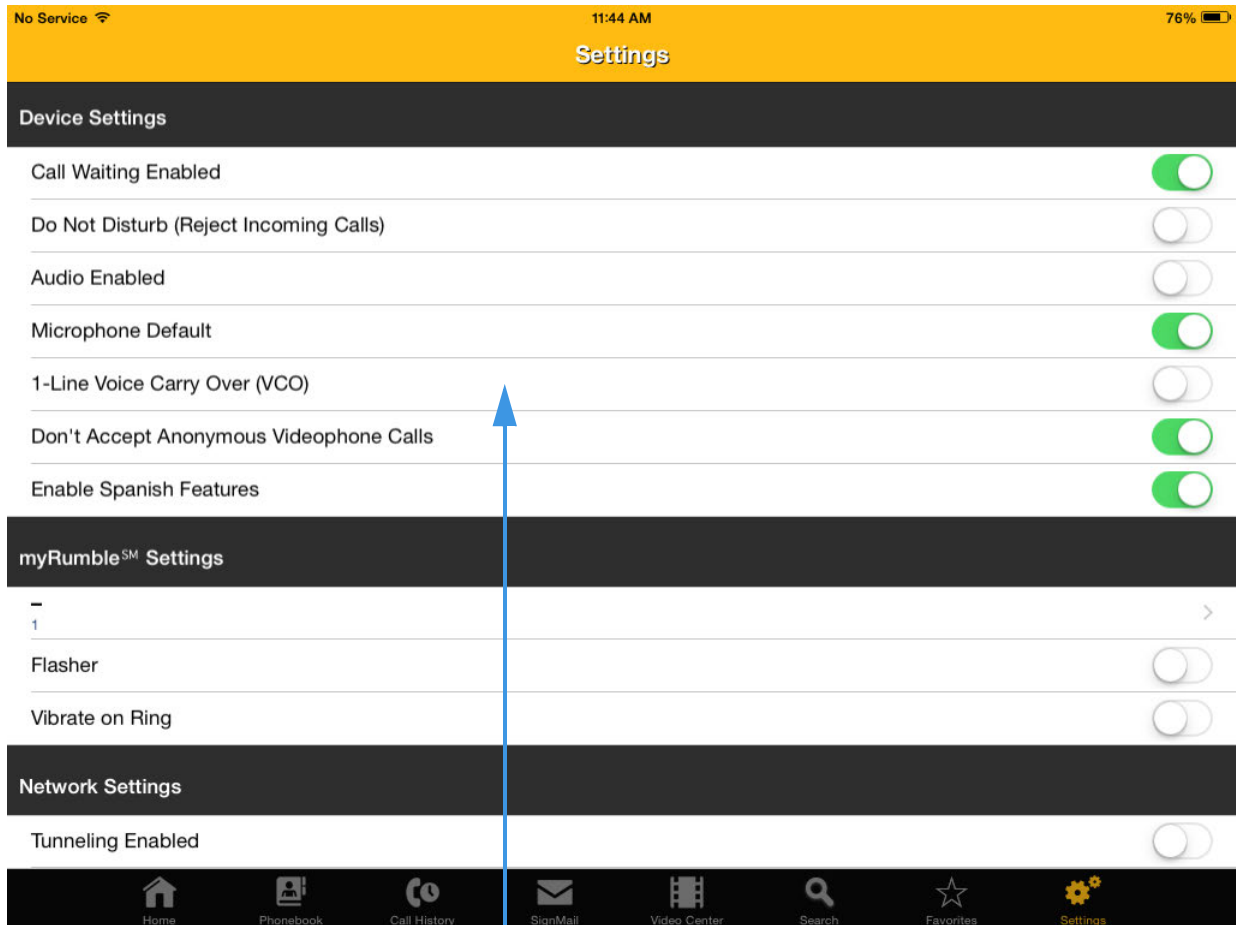 No Service 11:44 AM 76%
Settings
Device Settings
Call Waiting Enabled
Do Not Disturb (Reject Incoming Calls)
Audio Enabled
Microphone Default
1-Line Voice Carry Over (VCO)
Don't Accept Anonymous Videophone Calls
Enable Spanish Features
myRumble℠ Settings
–
1
Flasher
Vibrate on Ring
Network Settings
Tunneling Enabled
Home Phonebook Call History SignMail Video Center Search Favorites Settings